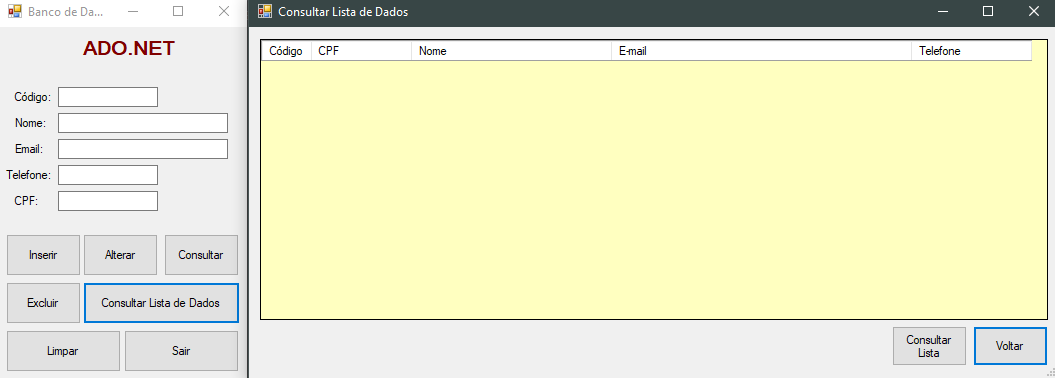 Banco de Da...
ADO.NET
Código:
Nome:
Email:
Telefone:
CPF:
Inserir Alterar Consultar
Excluir Consultar Lista de Dados
Limpar Sair
Consultar Lista de Dados
Código CPF Nome E-mail Telefone
Consultar
Lista
Voltar